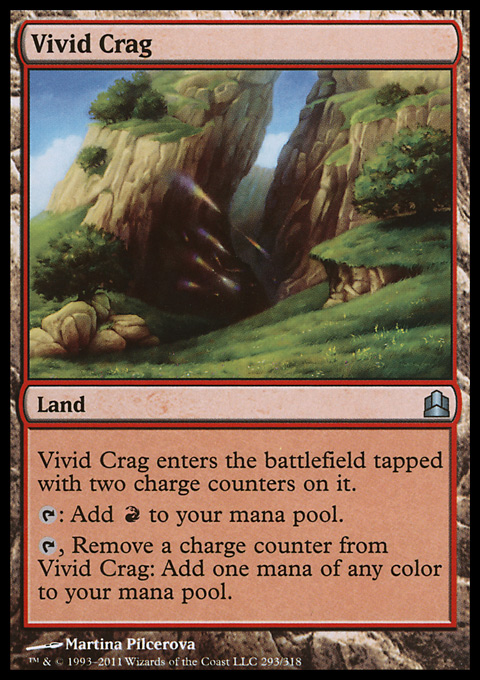 Vivid Crag
Land
Vivid Crag enters the battlefield tapped
with two charge counters on it.
: Add to your mana pool.
, Remove a charge counter from
Vivid Crag: Add one mana of any color
to your mana pool.
Martina Pilcerova
™ & © 1993–2011 Wizards of the Coast LLC 293/318